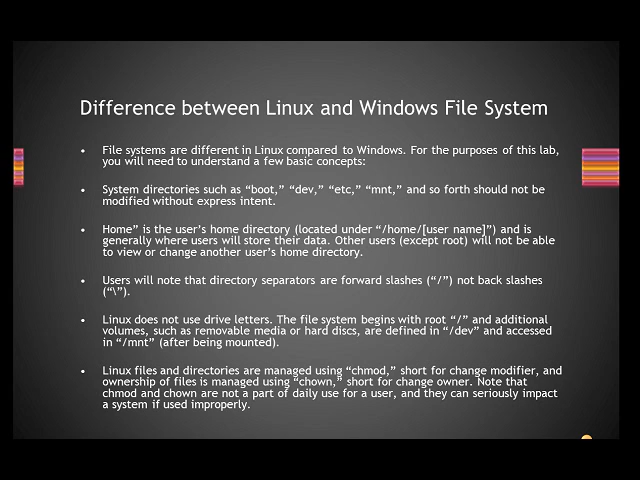 Difference between Linux and Windows File System
• File systems are different in Linux compared to Windows. For the purposes of this lab,
you will need to understand a few basic concepts:
• System directories such as “boot,” “dev,” “etc,” “mnt,” and so forth should not be
modified without express intent.
• Home” is the user’s home directory (located under “/home/[user name]”) and is
generally where users will store their data. Other users (except root) will not be able
to view or change another user’s home directory.
• Users will note that directory separators are forward slashes (“/”) not back slashes
(“\”).
• Linux does not use drive letters. The file system begins with root “/” and additional
volumes, such as removable media or hard discs, are defined in “/dev” and accessed
in “/mnt” (after being mounted).
• Linux files and directories are managed using “chmod,” short for change modifier, and
ownership of files is managed using “chown,” short for change owner. Note that
chmod and chown are not a part of daily use for a user, and they can seriously impact
a system if used improperly.